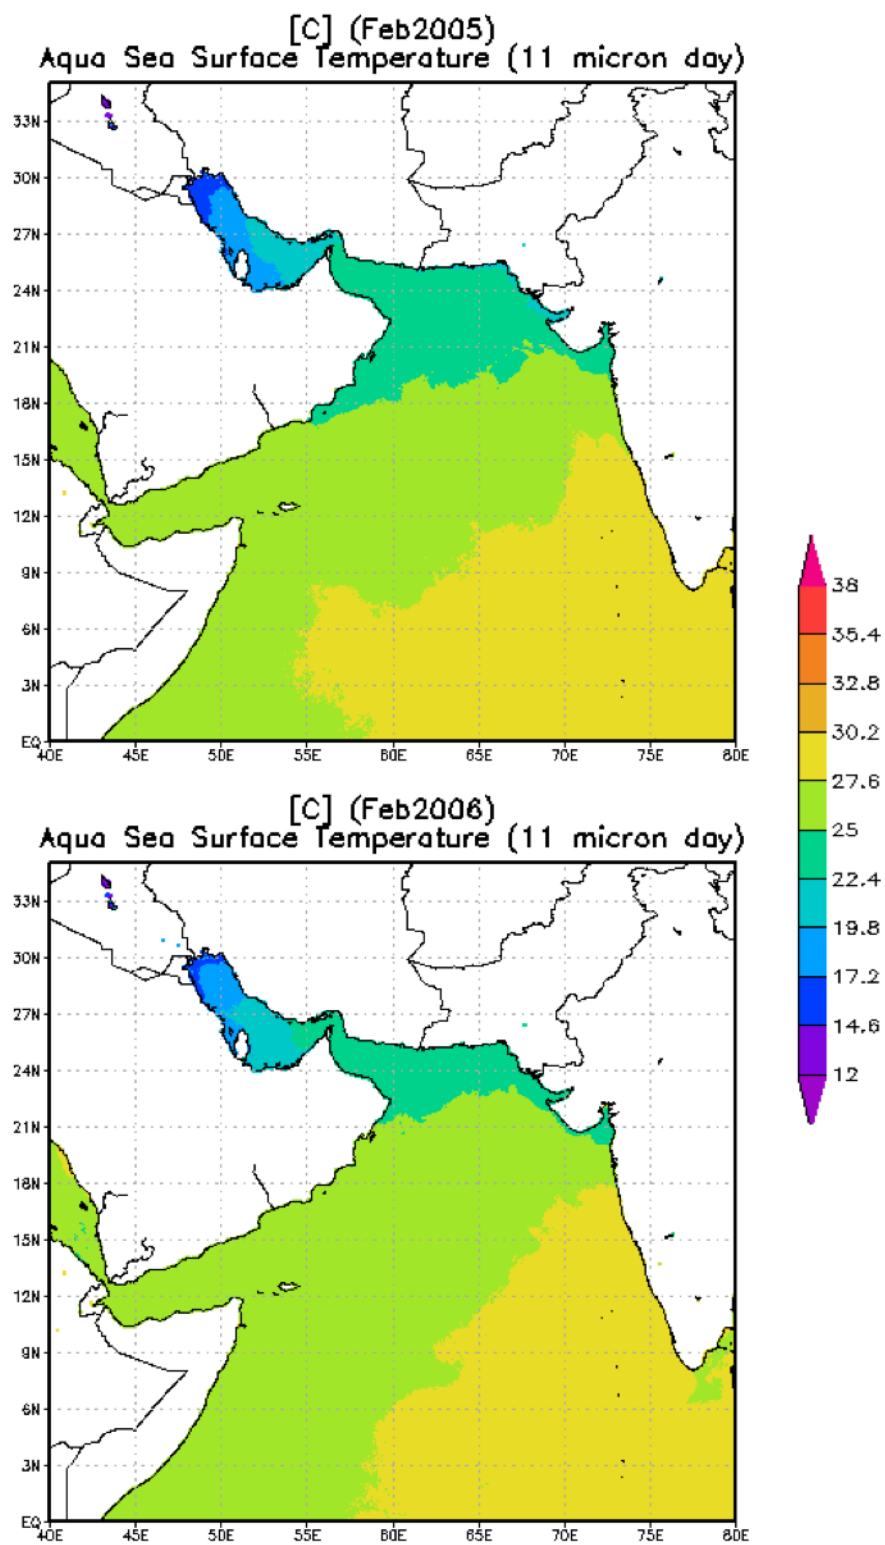 [C] (Feb2005)
Aqua Sea Surface Temperature (11 micron day)
33N
30N
27N
24N
21N
18N
15N
12N
9N
6N
3N
EQ
40E 45E 50E 55E 60E 65E 70E 75E 80E
38
35.4
32.8
30.2
27.6
25
22.4
19.8
17.2
14.6
12
[C] (Feb2006)
Aqua Sea Surface Temperature (11 micron day)
33N
30N
27N
24N
21N
18N
15N
12N
9N
6N
3N
EQ
40E 45E 50E 55E 60E 65E 70E 75E 80E